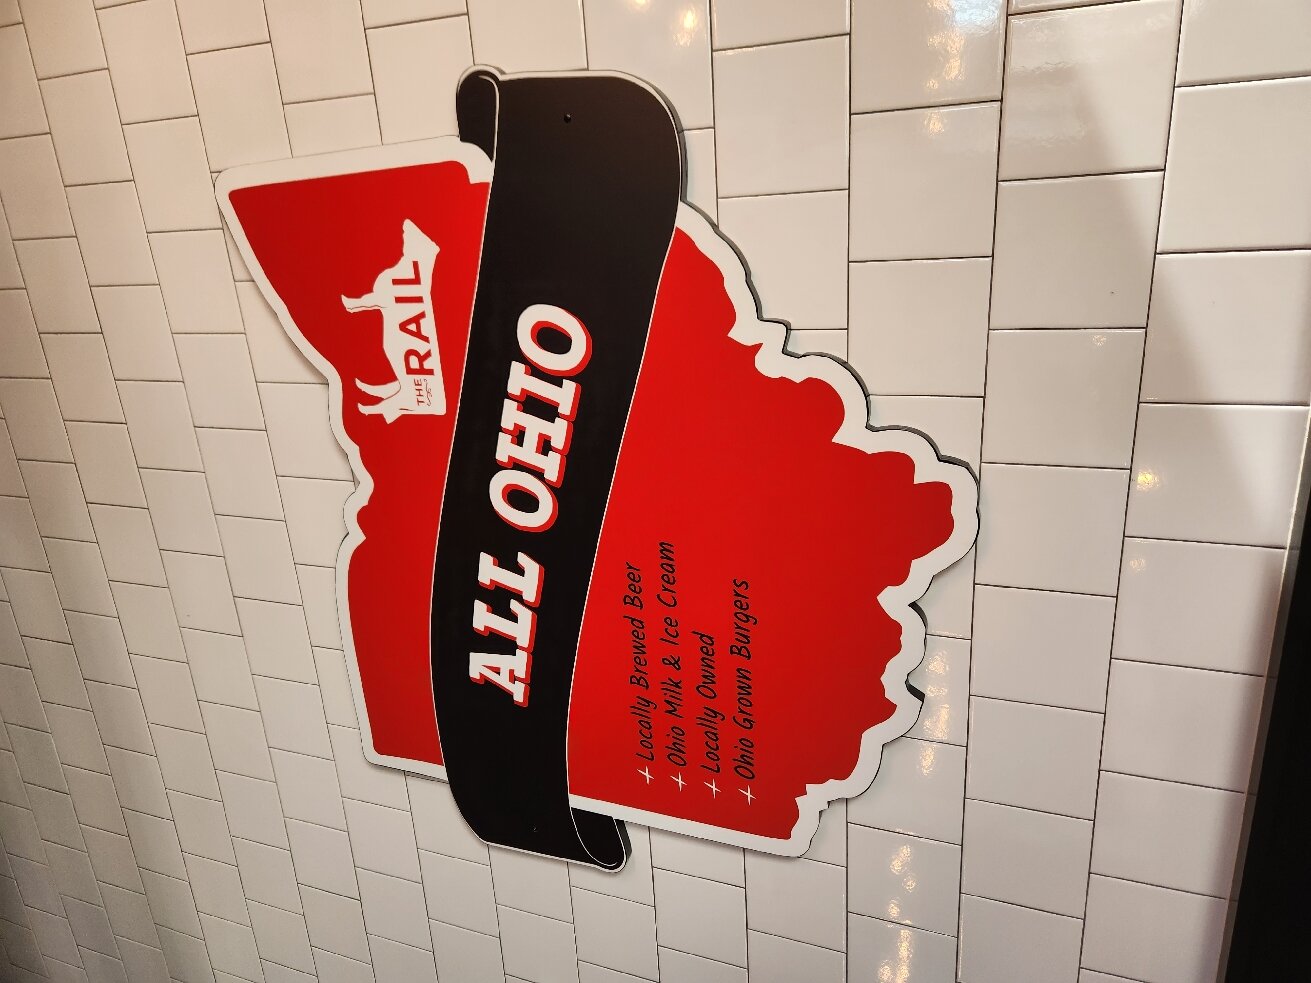 THE
RAIL
ALL OHIO
+ Locally Brewed Beer
+ Ohio Milk & Ice Cream
+ Locally Owned
+ Ohio Grown Burgers